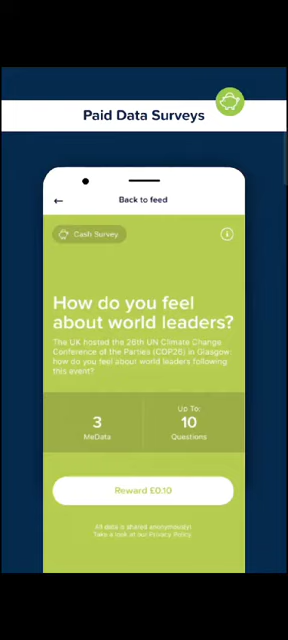 Paid Data Surveys
Back to feed
Cash Survey
How do you feel
about world leaders?
The UK hosted the 26th UN Climate Change
Conference of the Parties (COP26) in Glasgow:
how do you feel about world leaders following
this event?
3
MeData
Up To:
10
Questions
Reward £0.10
All data is shared anonymously!
Take a look at our Privacy Policy